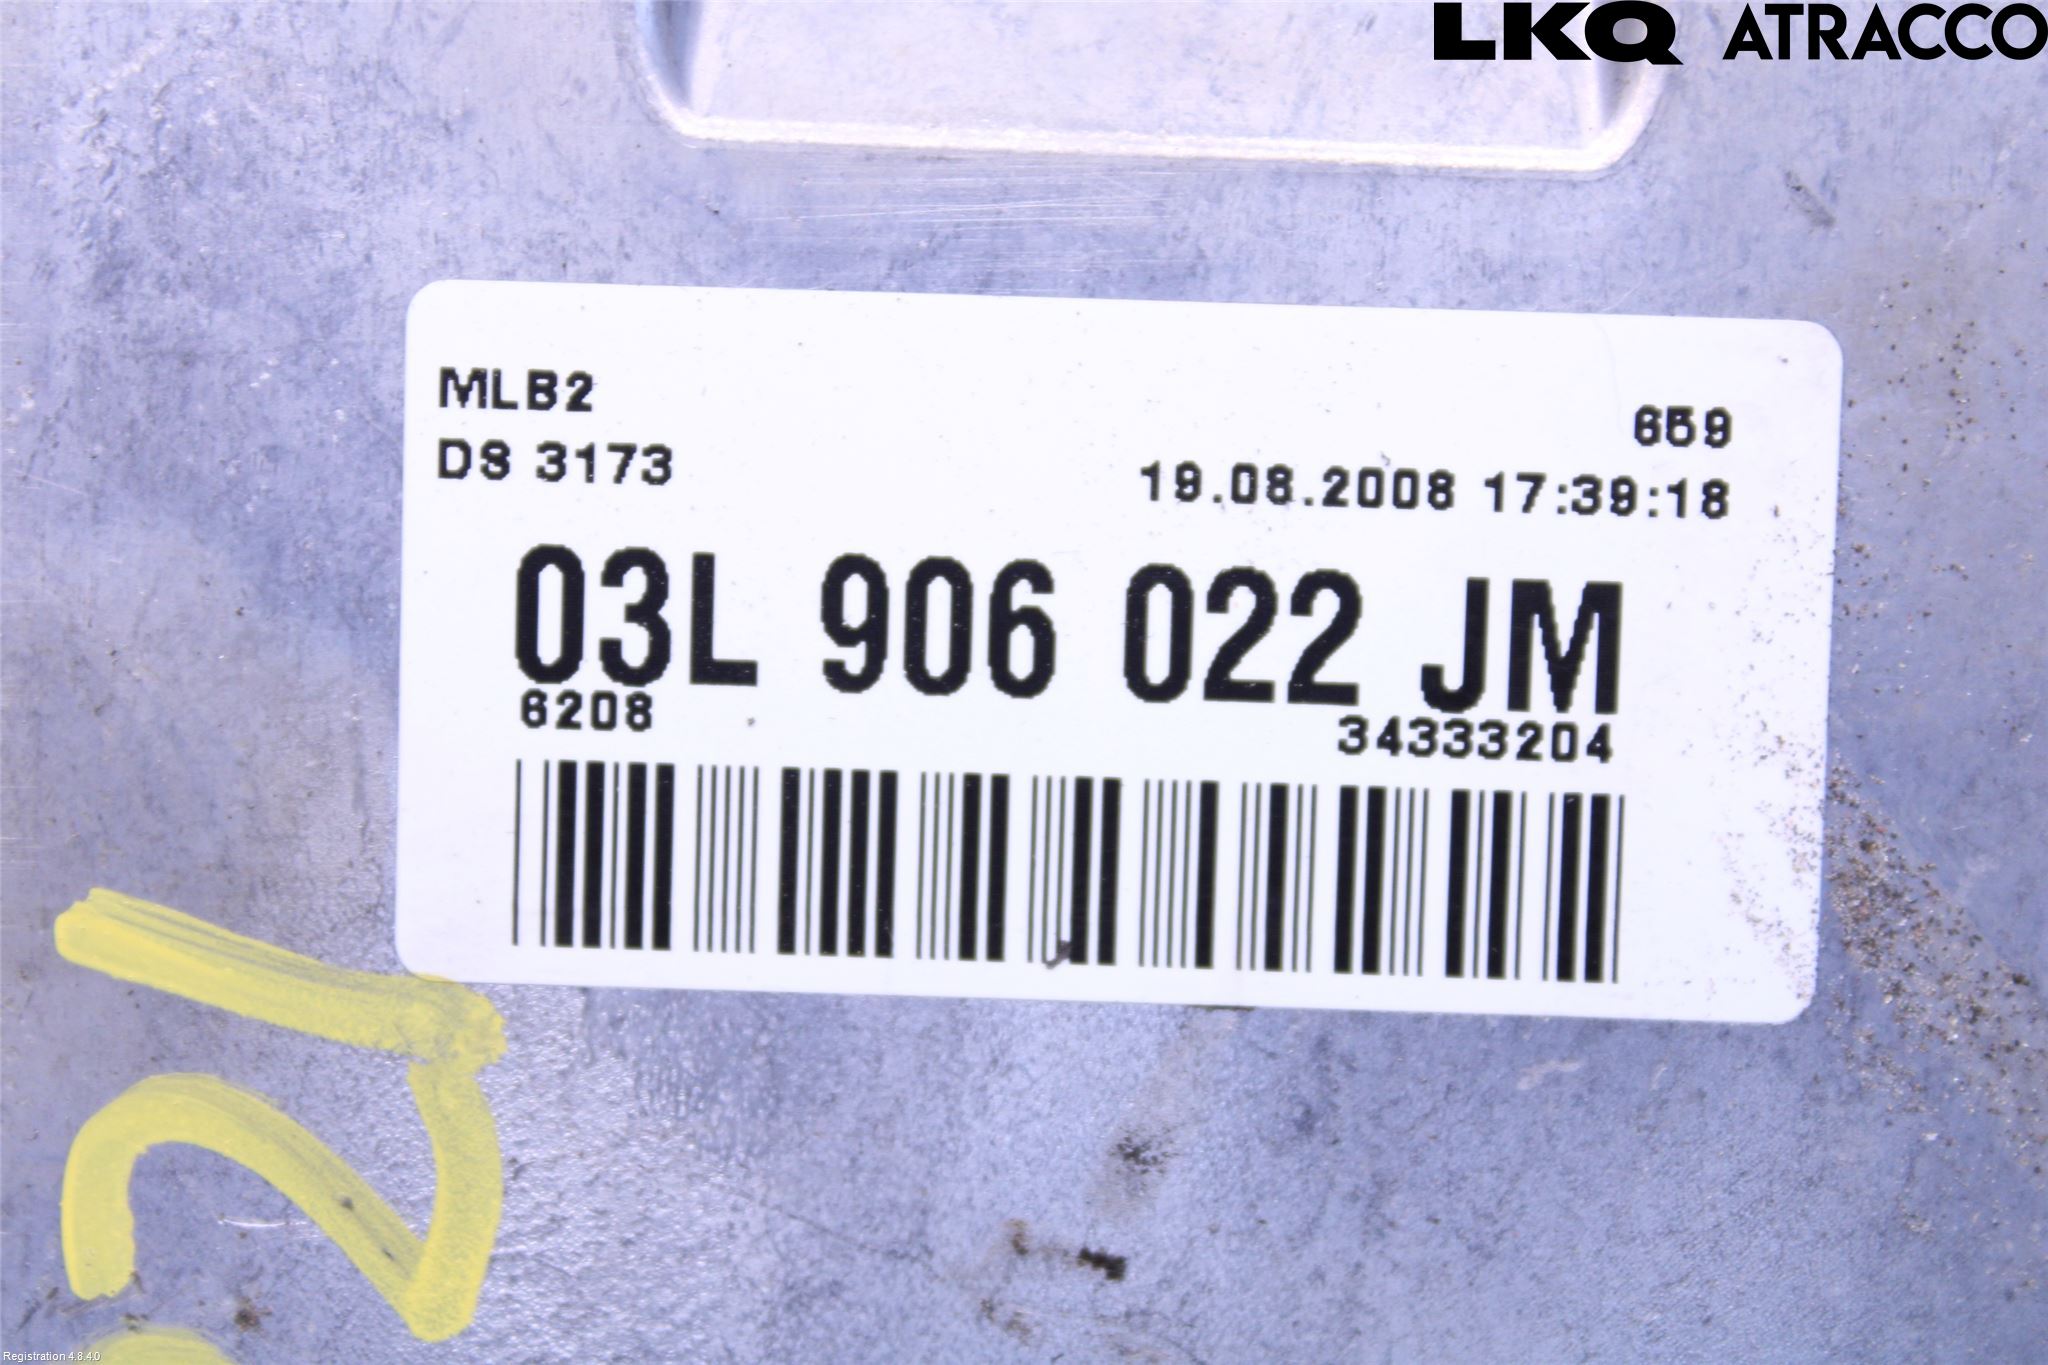 LKQ ATRACCO
MLB2
659
DS 3173
19.08.2008 17:39:18
03L 906 022 JM
6208
34333204
Registration 4.8.4.0